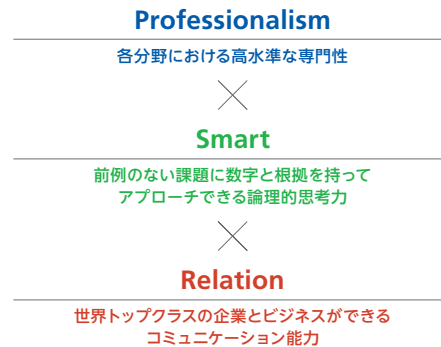 Professionalism
各分野における高水準な専門性
Smart
前例のない課題に数字と根拠を持って
アプローチできる論理的思考力
Relation
世界トップクラスの企業とビジネスができる
コミュニケーション能力